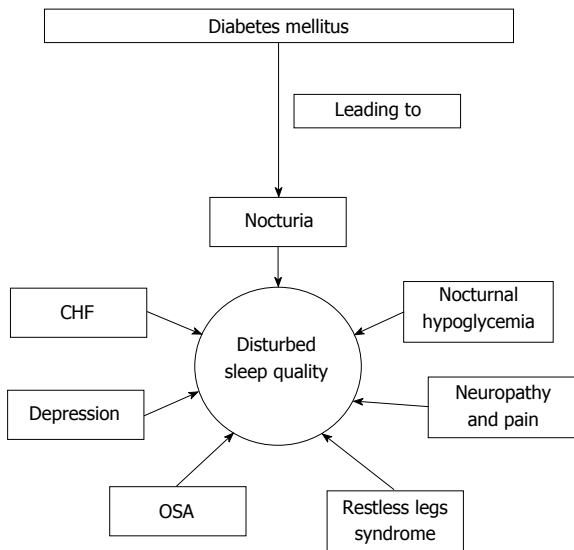 Diabetes mellitus
Leading to
Nocturia
CHF
Nocturnal
hypoglycemia
Disturbed
sleep quality
Depression
Neuropathy
and pain
OSA
Restless legs
syndrome